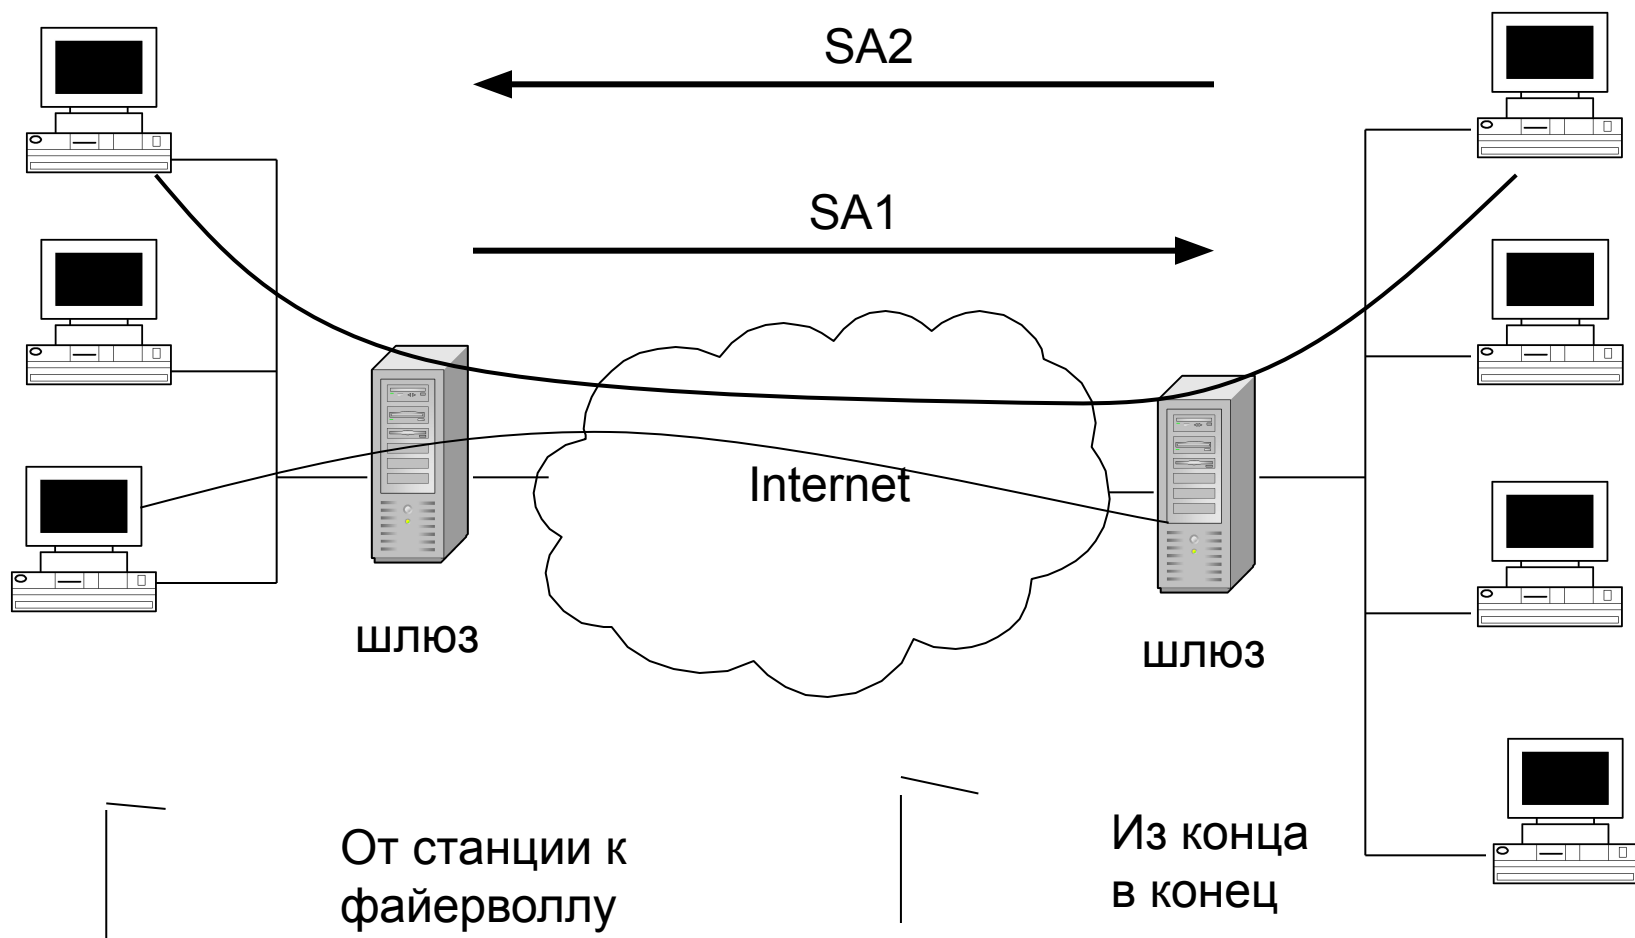 SA2
SA1
Internet
шлюз
шлюз
От станции к
файерволлу
Из конца
в конец